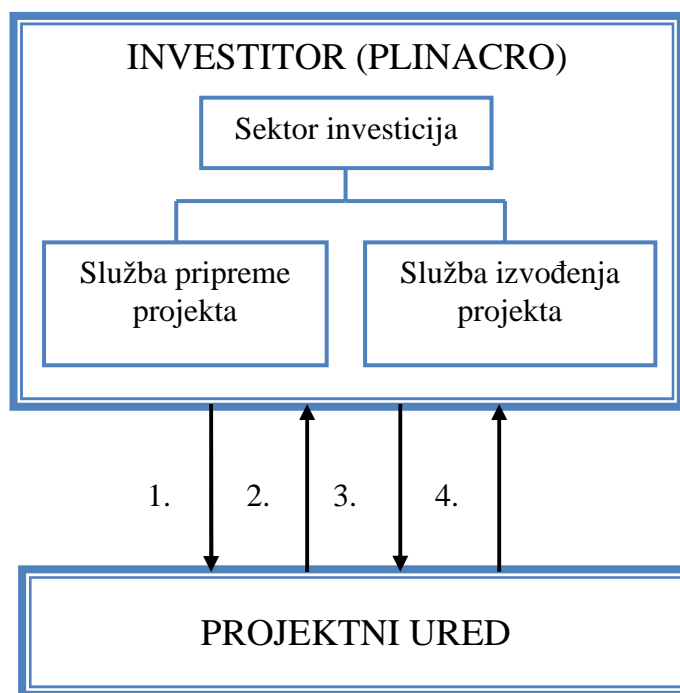 INVESTITOR (PLINACRO)
Sektor investicija
Služba pripreme
projekta
Služba izvođenja
projekta
1. 2. 3. 4.
PROJEKTNI URED